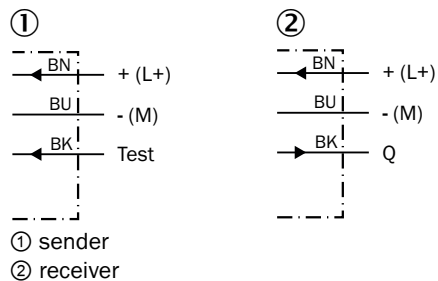 ① ②
BN + (L+) BN + (L+)
BU - (M) BU - (M)
BK Test BK Q
① sender
② receiver